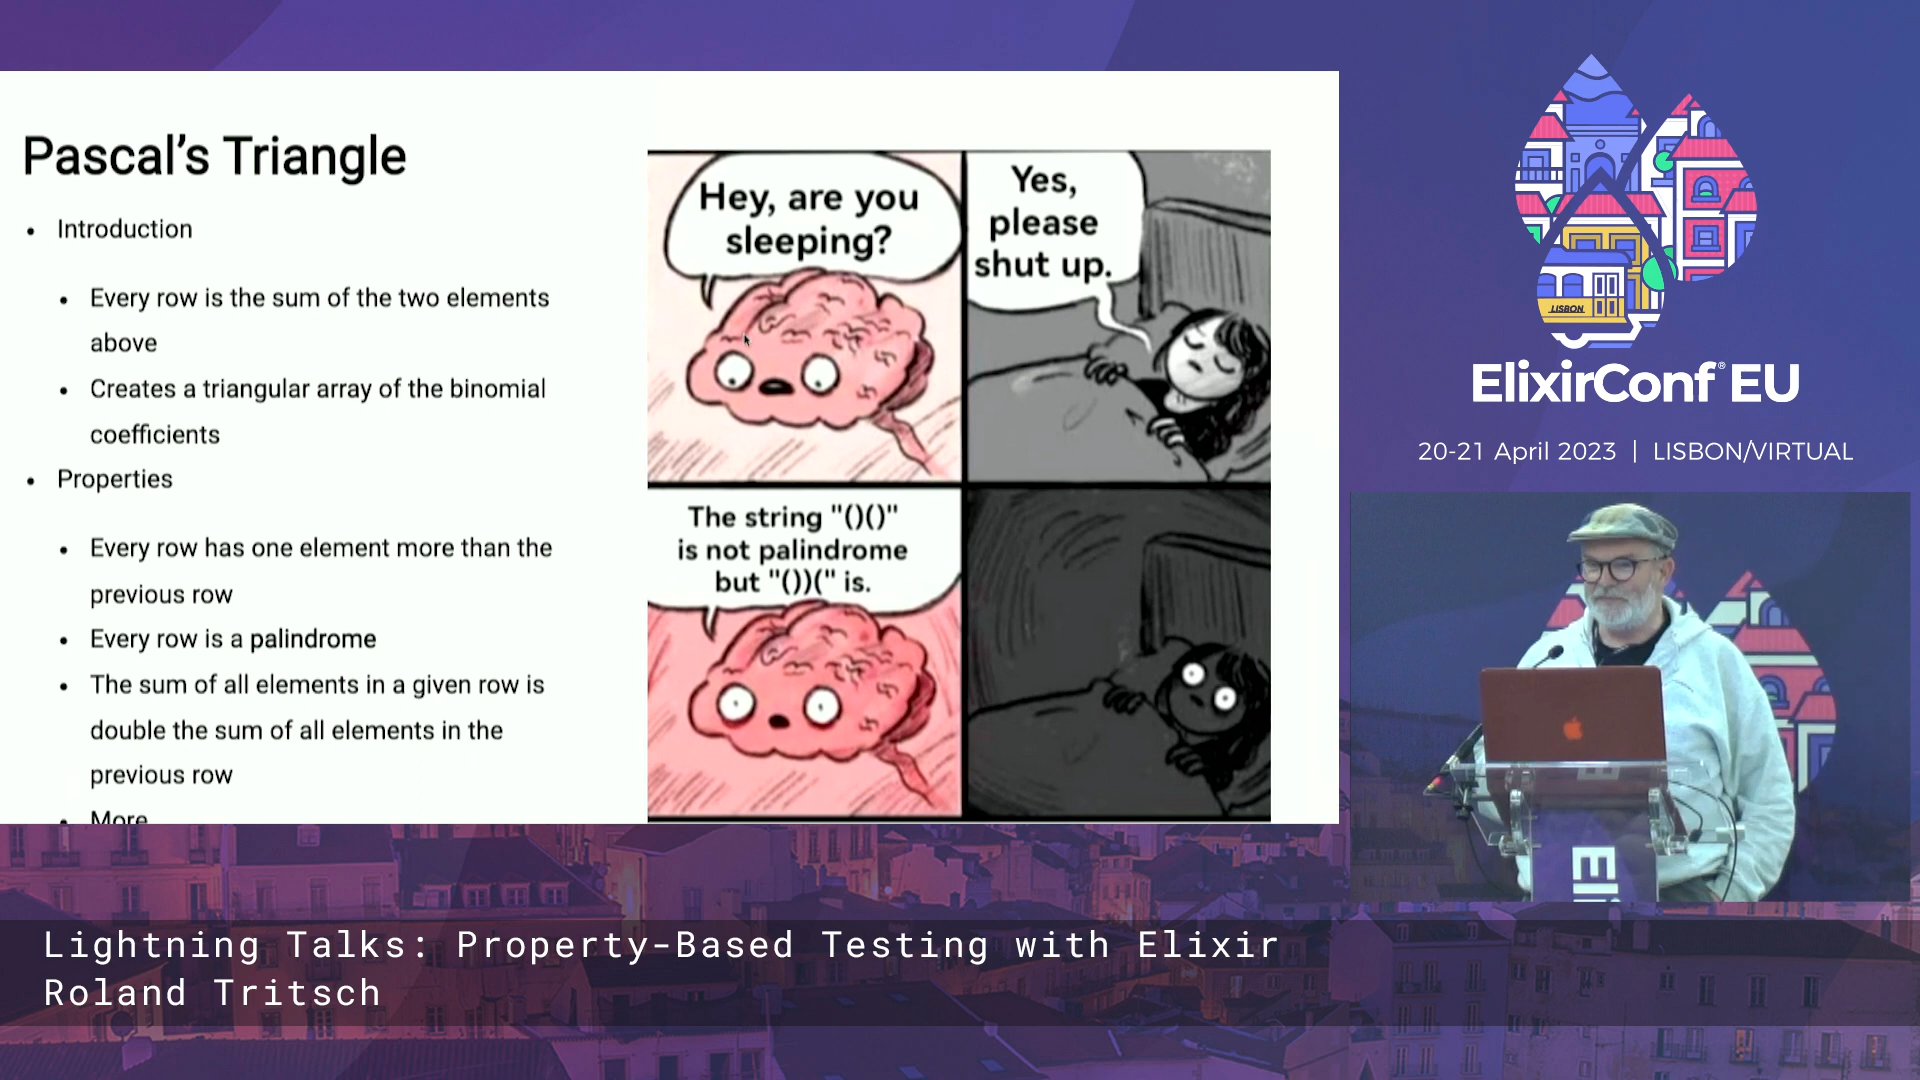 Pascal’s Triangle
• Introduction
• Every row is the sum of the two elements
above
• Creates a triangular array of the binomial
coefficients
• Properties
• Every row has one element more than the
previous row
• Every row is a palindrome
• The sum of all elements in a given row is
double the sum of all elements in the
previous row
• More
Hey, are you
sleeping?
Yes,
please
shut up.
The string "()()"
is not palindrome
but "())(" is.
LISBON
ElixirConf® EU
20-21 April 2023 | LISBON/VIRTUAL
Eli
Lightning Talks: Property-Based Testing with Elixir
Roland Tritsch